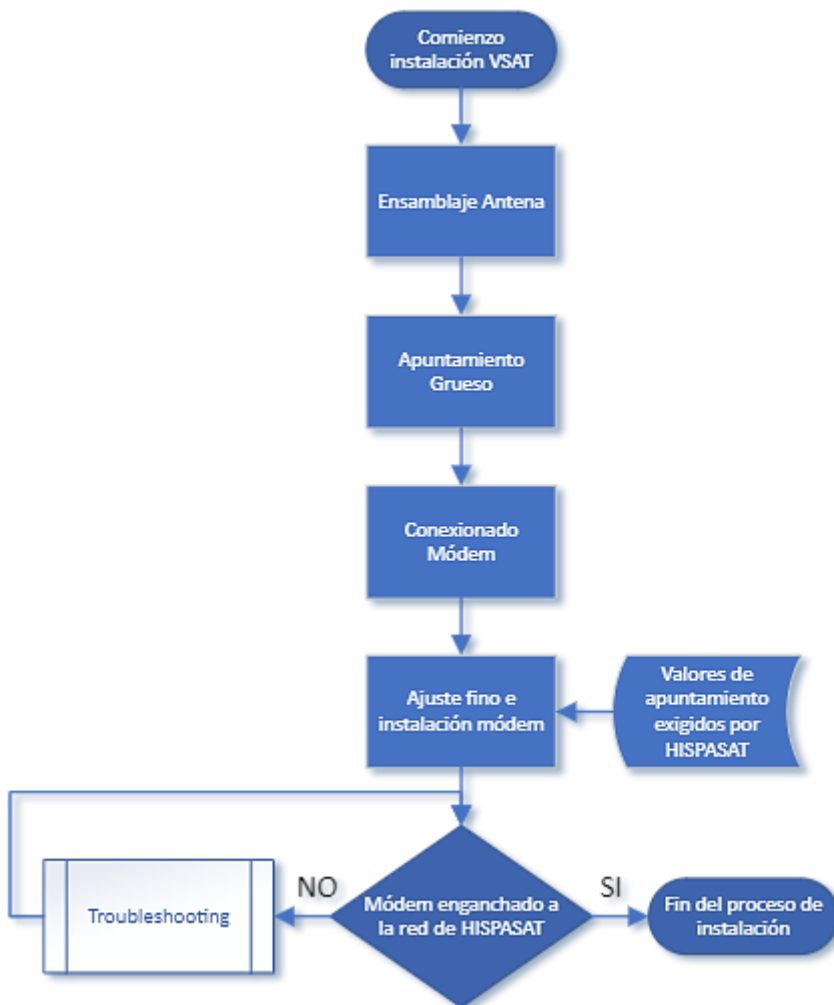 Comienzo
instalación VSAT
Ensamblaje Antena
Apuntamiento
Grueso
Conexionado
Módem
Ajuste fino e
instalación módem
Valores de
apuntamiento
exigidos por
HISPASAT
Troubleshooting
NO
Módem enganchado a
la red de HISPASAT
SI
Fin del proceso de
instalación